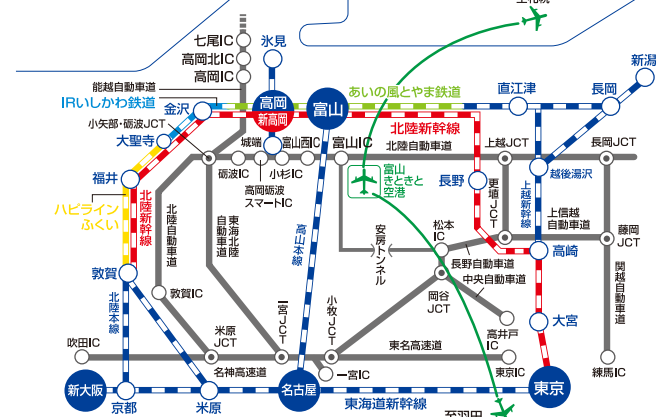 七尾IC
高岡北IC
高岡IC
氷見
能越自動車道
IRいしかわ鉄道
金沢
高岡
新高岡
富山
あいの風とやま鉄道
直江津
長岡
新潟
小矢部・砺波JCT
大聖寺
城端
富山西IC
富山IC
北陸新幹線
北陸自動車道
上越JCT
長岡JCT
砺波IC
小杉IC
高岡砺波
スマートIC
富山
きときと
空港
長野
更埴JCT
上越新幹線
越後湯沢
福井
北陸新幹線
ハピライン
ふくい
北陸自動車道
東海北陸
自動車道
高山本線
安房トンネル
松本
IC
上信越
自動車道
藤岡
JCT
高崎
長野自動車道
中央自動車道
関越自動車道
敦賀
北陸本線
敦賀IC
米原
JCT
一宮JCT
小牧JCT
岡谷
JCT
高井戸
IC
大宮
吹田IC
名神高速道
一宮IC
東名高速道
東京IC
練馬IC
新大阪
京都
米原
名古屋
東海道新幹線
東京